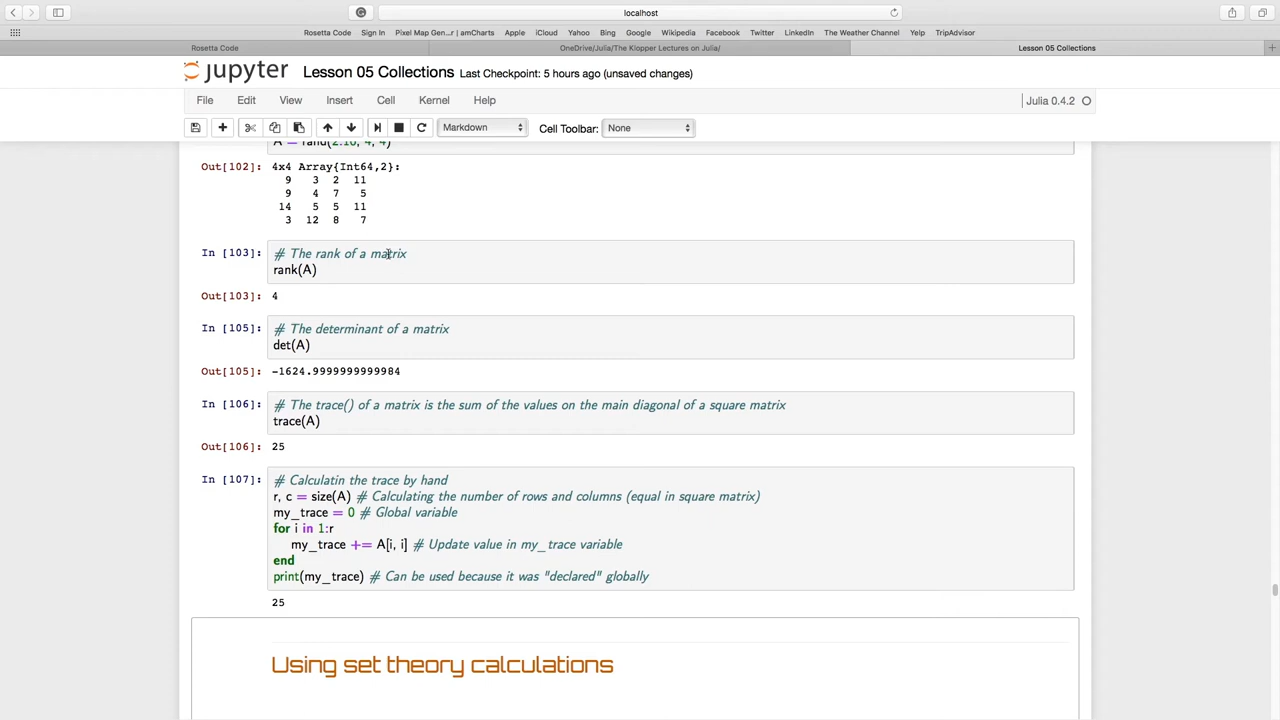 localhost
Rosetta Code Sign In Pixel Map Gen...r | amCharts Apple iCloud Yahoo Bing Google Wikipedia Facebook Twitter LinkedIn The Weather Channel Yelp TripAdvisor
Rosetta Code OneDrive/Julia/The Klopper Lectures on Julia/ Lesson 05 Collections
jupyter Lesson 05 Collections Last Checkpoint: 5 hours ago (unsaved changes)
File Edit View Insert Cell Kernel Help Julia 0.4.2
Markdown Cell Toolbar: None
Out[102]: 4x4 Array{Int64,2}:
9 3 2 11
9 4 7 5
14 5 5 11
3 12 8 7
In [103]: # The rank of a matrix
rank(A)
Out[103]: 4
In [105]: # The determinant of a matrix
det(A)
Out[105]: -1624.9999999999984
In [106]: # The trace() of a matrix is the sum of the values on the main diagonal of a square matrix
trace(A)
Out[106]: 25
In [107]: # Calculatin the trace by hand
r, c = size(A) # Calculating the number of rows and columns (equal in square matrix)
my_trace = 0 # Global variable
for i in 1:r
my_trace += A[i, i] # Update value in my_trace variable
end
print(my_trace) # Can be used because it was "declared" globally
25
Using set theory calculations